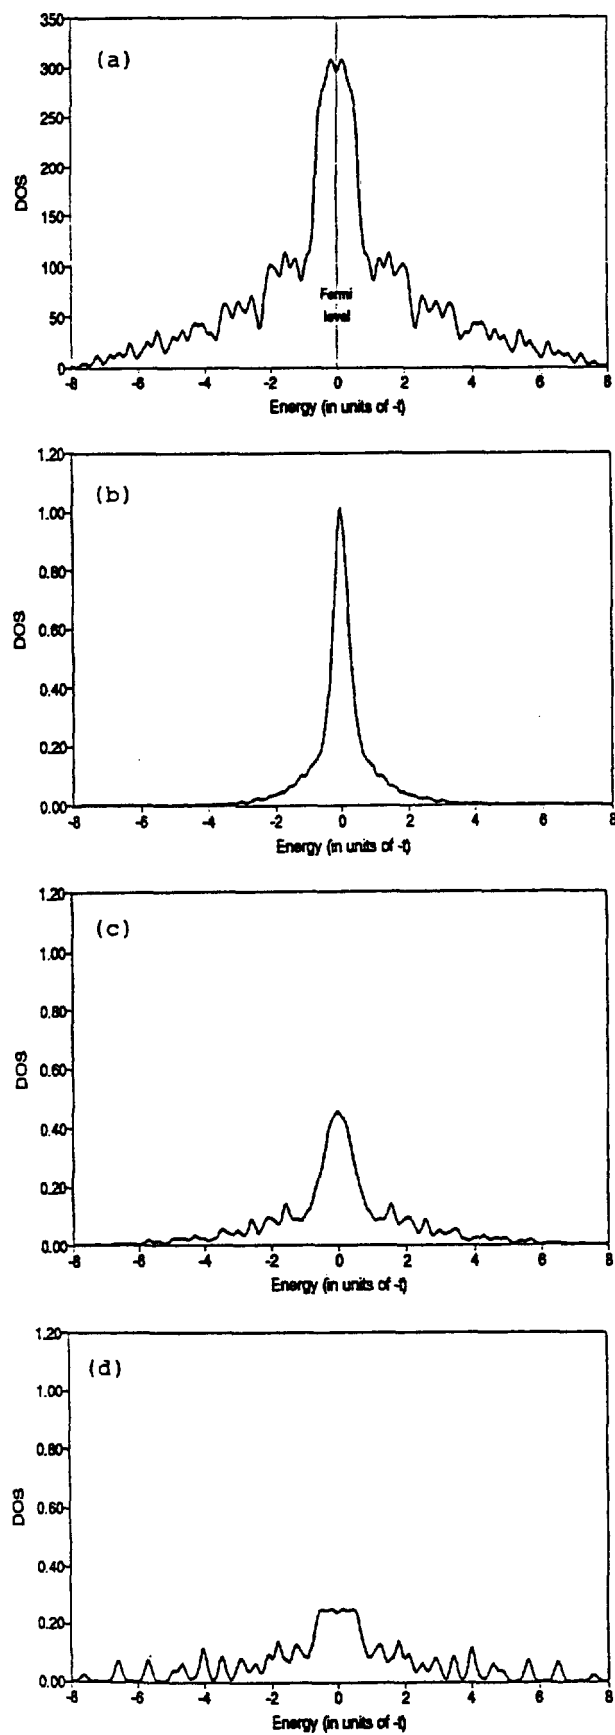 350
300
250
200
150
100
50
0
DOS
(a)
Fermi
level
-8 -6 -4 -2 0 2 4 6 8
Energy (in units of -t)
1.20
1.00
0.80
0.60
0.40
0.20
0.00
DOS
(b)
-8 -6 -4 -2 0 2 4 6 8
Energy (in units of -t)
1.20
1.00
0.80
0.60
0.40
0.20
0.00
DOS
(c)
-8 -6 -4 -2 0 2 4 6 8
Energy (in units of -t)
1.20
1.00
0.80
0.60
0.40
0.20
0.00
DOS
(d)
-8 -6 -4 -2 0 2 4 6 8
Energy (in units of -t)